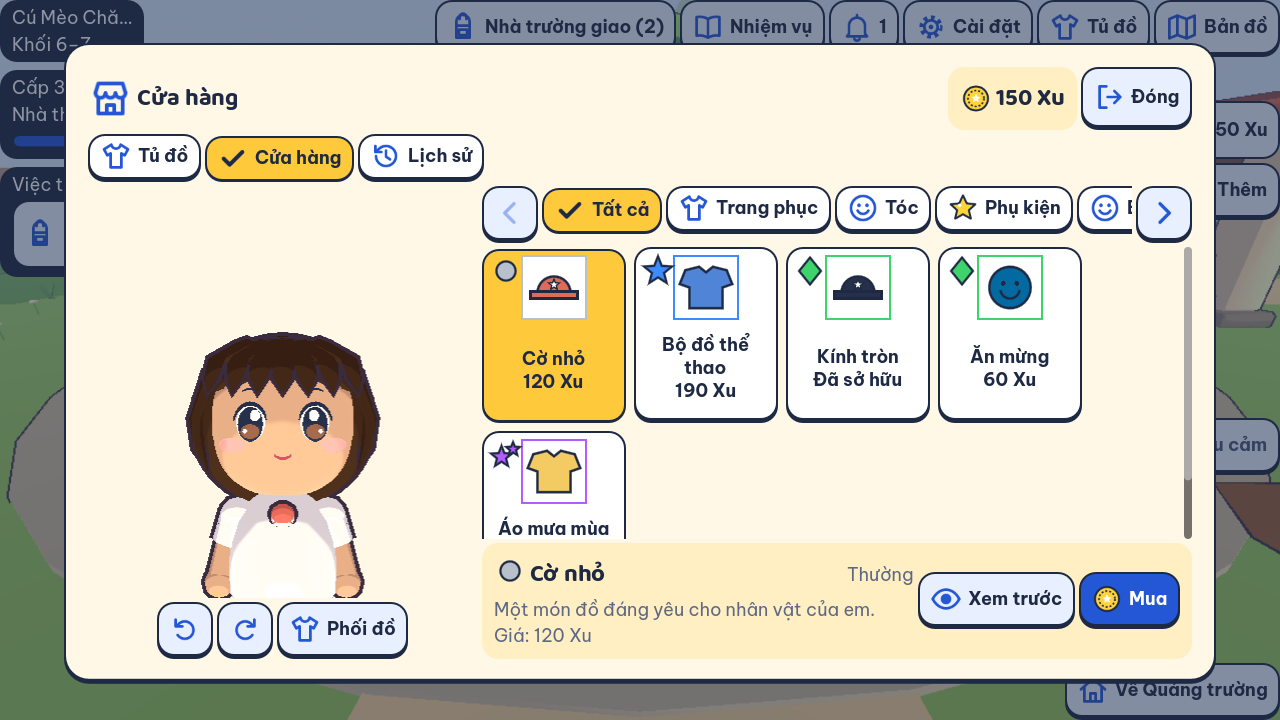 Cú Mèo Chă...
Khối 6–7
Nhà trường giao (2)
Nhiệm vụ
1
Cài đặt
Tủ đồ
Bản đồ
Cấp 3
Nhà th
Việc t
50 Xu
Thêm
u cảm
Về Quảng trường
Cửa hàng
150 Xu
Đóng
Tủ đồ
Cửa hàng
Lịch sử
Tất cả
Trang phục
Tóc
Phụ kiện
Cờ nhỏ
120 Xu
Bộ đồ thể
thao
190 Xu
Kính tròn
Đã sở hữu
Ăn mừng
60 Xu
Áo mưa mùa
Cờ nhỏ
Thường
Một món đồ đáng yêu cho nhân vật của em.
Giá: 120 Xu
Xem trước
Mua
Phối đồ